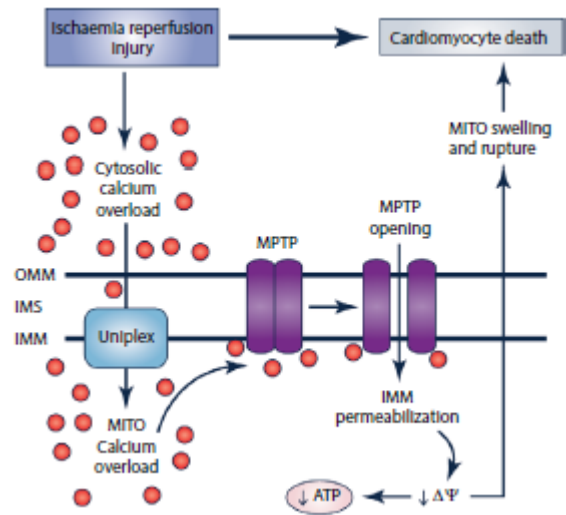 Ischaemia reperfusion
injury
Cardiomyocyte death
MITO swelling
and rupture
Cytosolic
calcium
overload
MPTP
MPTP
opening
OMM
IMS
IMM
Uniplex
MITO
Calcium
overload
IMM
permeabilization
↓ ATP
↓ ΔΨ